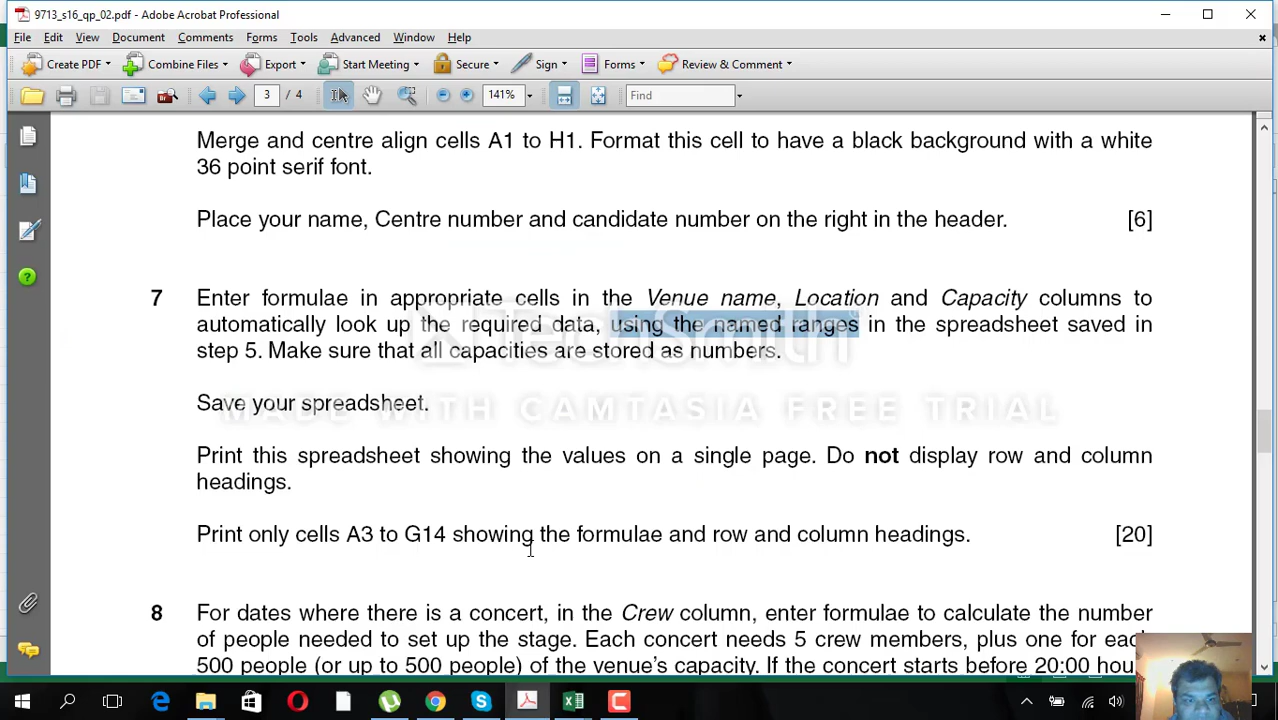 9713_s16_qp_02.pdf - Adobe Acrobat Professional
File Edit View Document Comments Forms Tools Advanced Window Help
Create PDF Combine Files Export Start Meeting Secure Sign Forms Review & Comment
3 / 4 141% Find
Merge and centre align cells A1 to H1. Format this cell to have a black background with a white
36 point serif font.
Place your name, Centre number and candidate number on the right in the header. [6]
7 Enter formulae in appropriate cells in the Venue name, Location and Capacity columns to
automatically look up the required data, using the named ranges in the spreadsheet saved in
step 5. Make sure that all capacities are stored as numbers.
TechSmith
Save your spreadsheet.
MADE WITH CAMTASIA FREE TRIAL
Print this spreadsheet showing the values on a single page. Do not display row and column
headings.
Print only cells A3 to G14 showing the formulae and row and column headings. [20]
8 For dates where there is a concert, in the Crew column, enter formulae to calculate the number
of people needed to set up the stage. Each concert needs 5 crew members, plus one for each
500 people (or up to 500 people) of the venue's capacity. If the concert starts before 20:00 hou